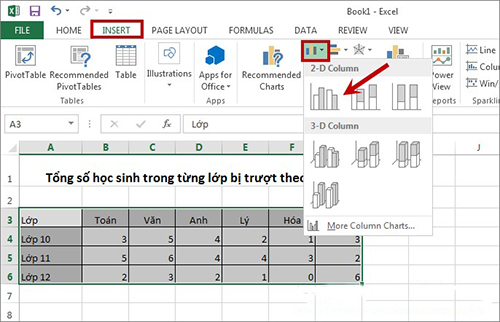 Book1 - Excel
FILE HOME INSERT PAGE LAYOUT FORMULAS DATA REVIEW VIEW
PivotTable Recommended PivotTables Table
Illustrations
Apps for Office
Recommended Charts
Power View
Line
Column
Win/
Tables
Apps
Reports
Sparklin
2-D Column
3-D Column
More Column Charts...
A3 fx Lớp
A B C D E F J
1 Tổng số học sinh trong từng lớp bị trượt theo
2
3 Lớp Toán Văn Anh Lý Hóa
4 Lớp 10 3 5 4 2 1 3
5 Lớp 11 5 6 4 4 3 2
6 Lớp 12 2 3 2 1 0 6
7
8